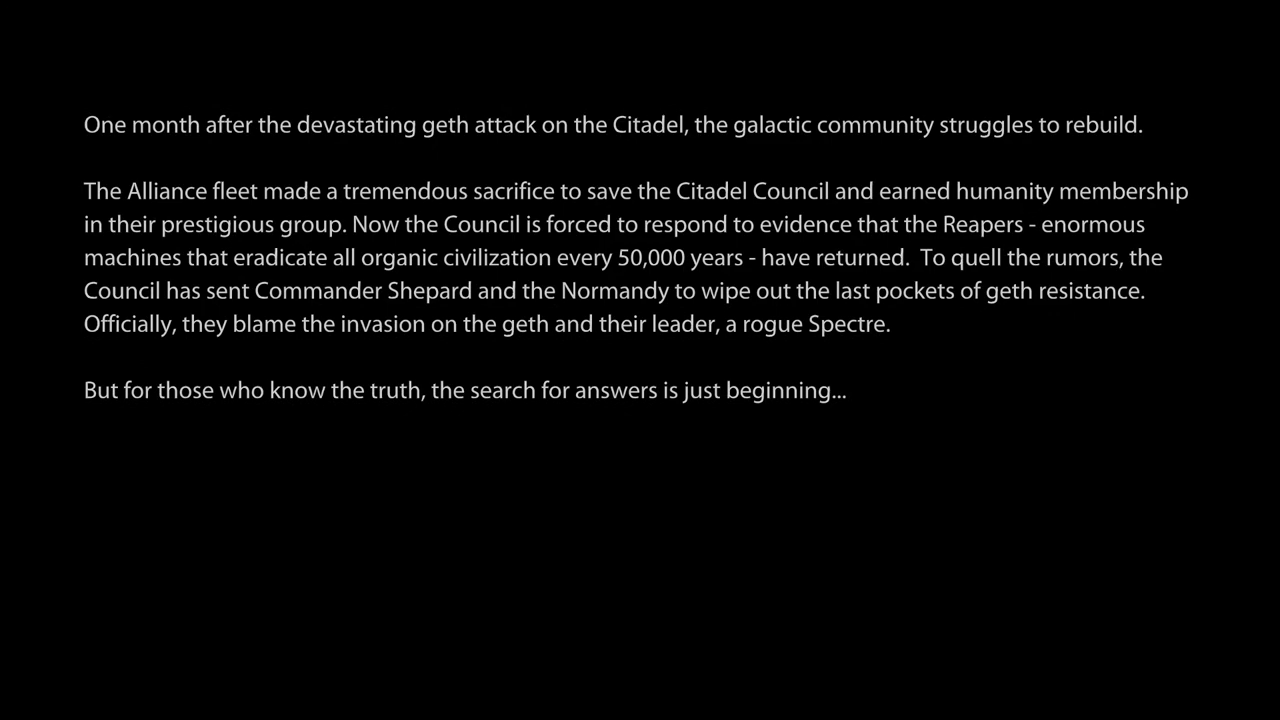 One month after the devastating geth attack on the Citadel, the galactic community struggles to rebuild.
The Alliance fleet made a tremendous sacrifice to save the Citadel Council and earned humanity membership
in their prestigious group. Now the Council is forced to respond to evidence that the Reapers - enormous
machines that eradicate all organic civilization every 50,000 years - have returned.  To quell the rumors, the
Council has sent Commander Shepard and the Normandy to wipe out the last pockets of geth resistance.
Officially, they blame the invasion on the geth and their leader, a rogue Spectre.
But for those who know the truth, the search for answers is just beginning...